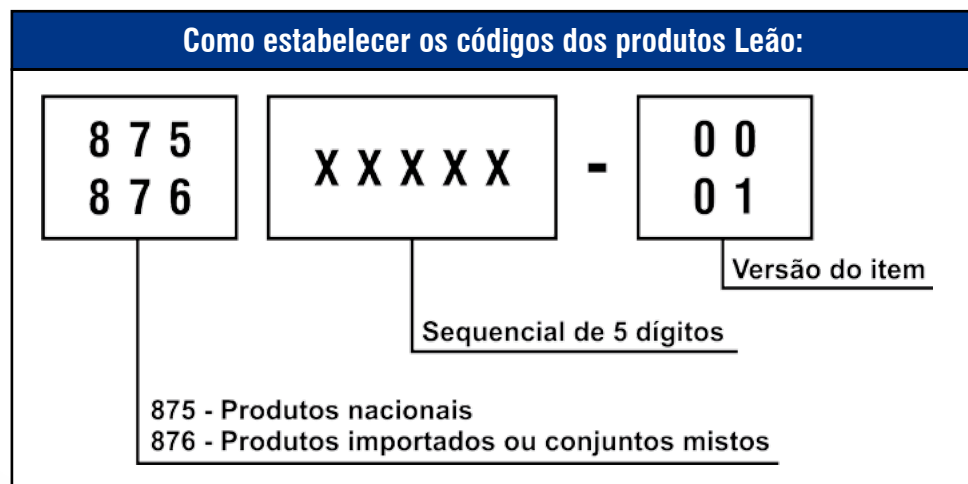 Como estabelecer os códigos dos produtos Leão:
8 7 5
8 7 6
X X X X X
-
0 0
0 1
Versão do item
Sequencial de 5 dígitos
875 - Produtos nacionais
876 - Produtos importados ou conjuntos mistos